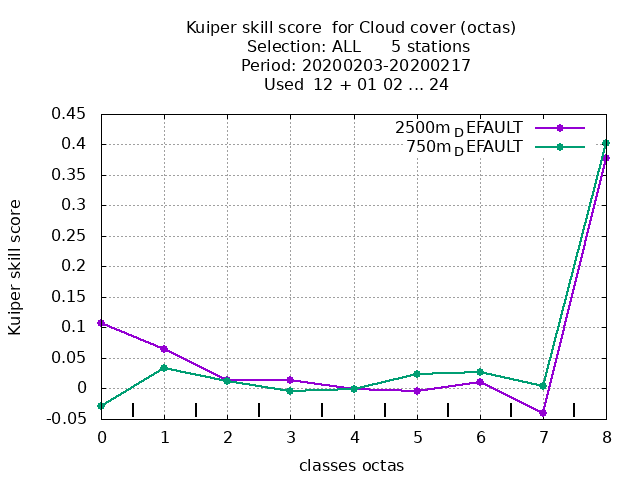 Kuiper skill score  for Cloud cover (octas)
Selection: ALL      5 stations
Period: 20200203-20200217
Used  12 + 01 02 ... 24
2500m_DEFAULT
750m_DEFAULT
Kuiper skill score
0.45
0.4
0.35
0.3
0.25
0.2
0.15
0.1
0.05
0
-0.05
0 1 2 3 4 5 6 7 8
classes octas